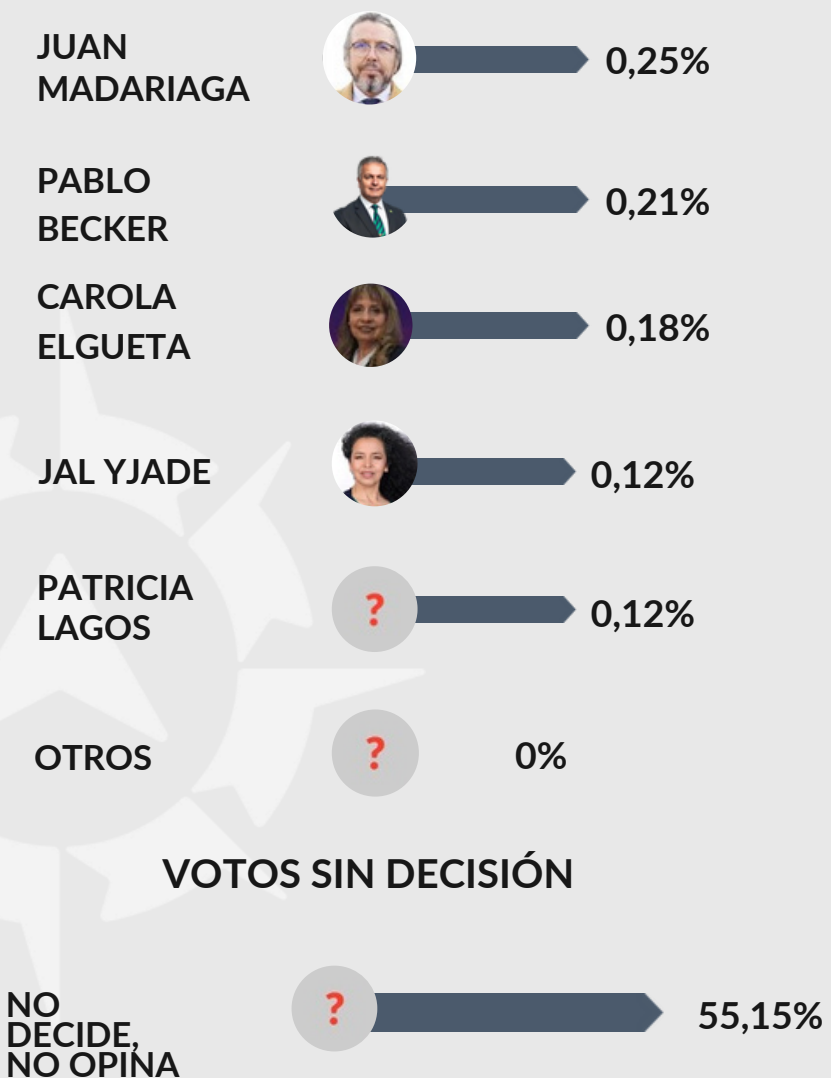 JUAN
MADARIAGA
0,25%
PABLO
BECKER
0,21%
CAROLA
ELGUETA
0,18%
JAL YJADE
0,12%
PATRICIA
LAGOS
?
0,12%
OTROS
?
0%
VOTOS SIN DECISIÓN
NO
DECIDE,
NO OPINA
?
55,15%